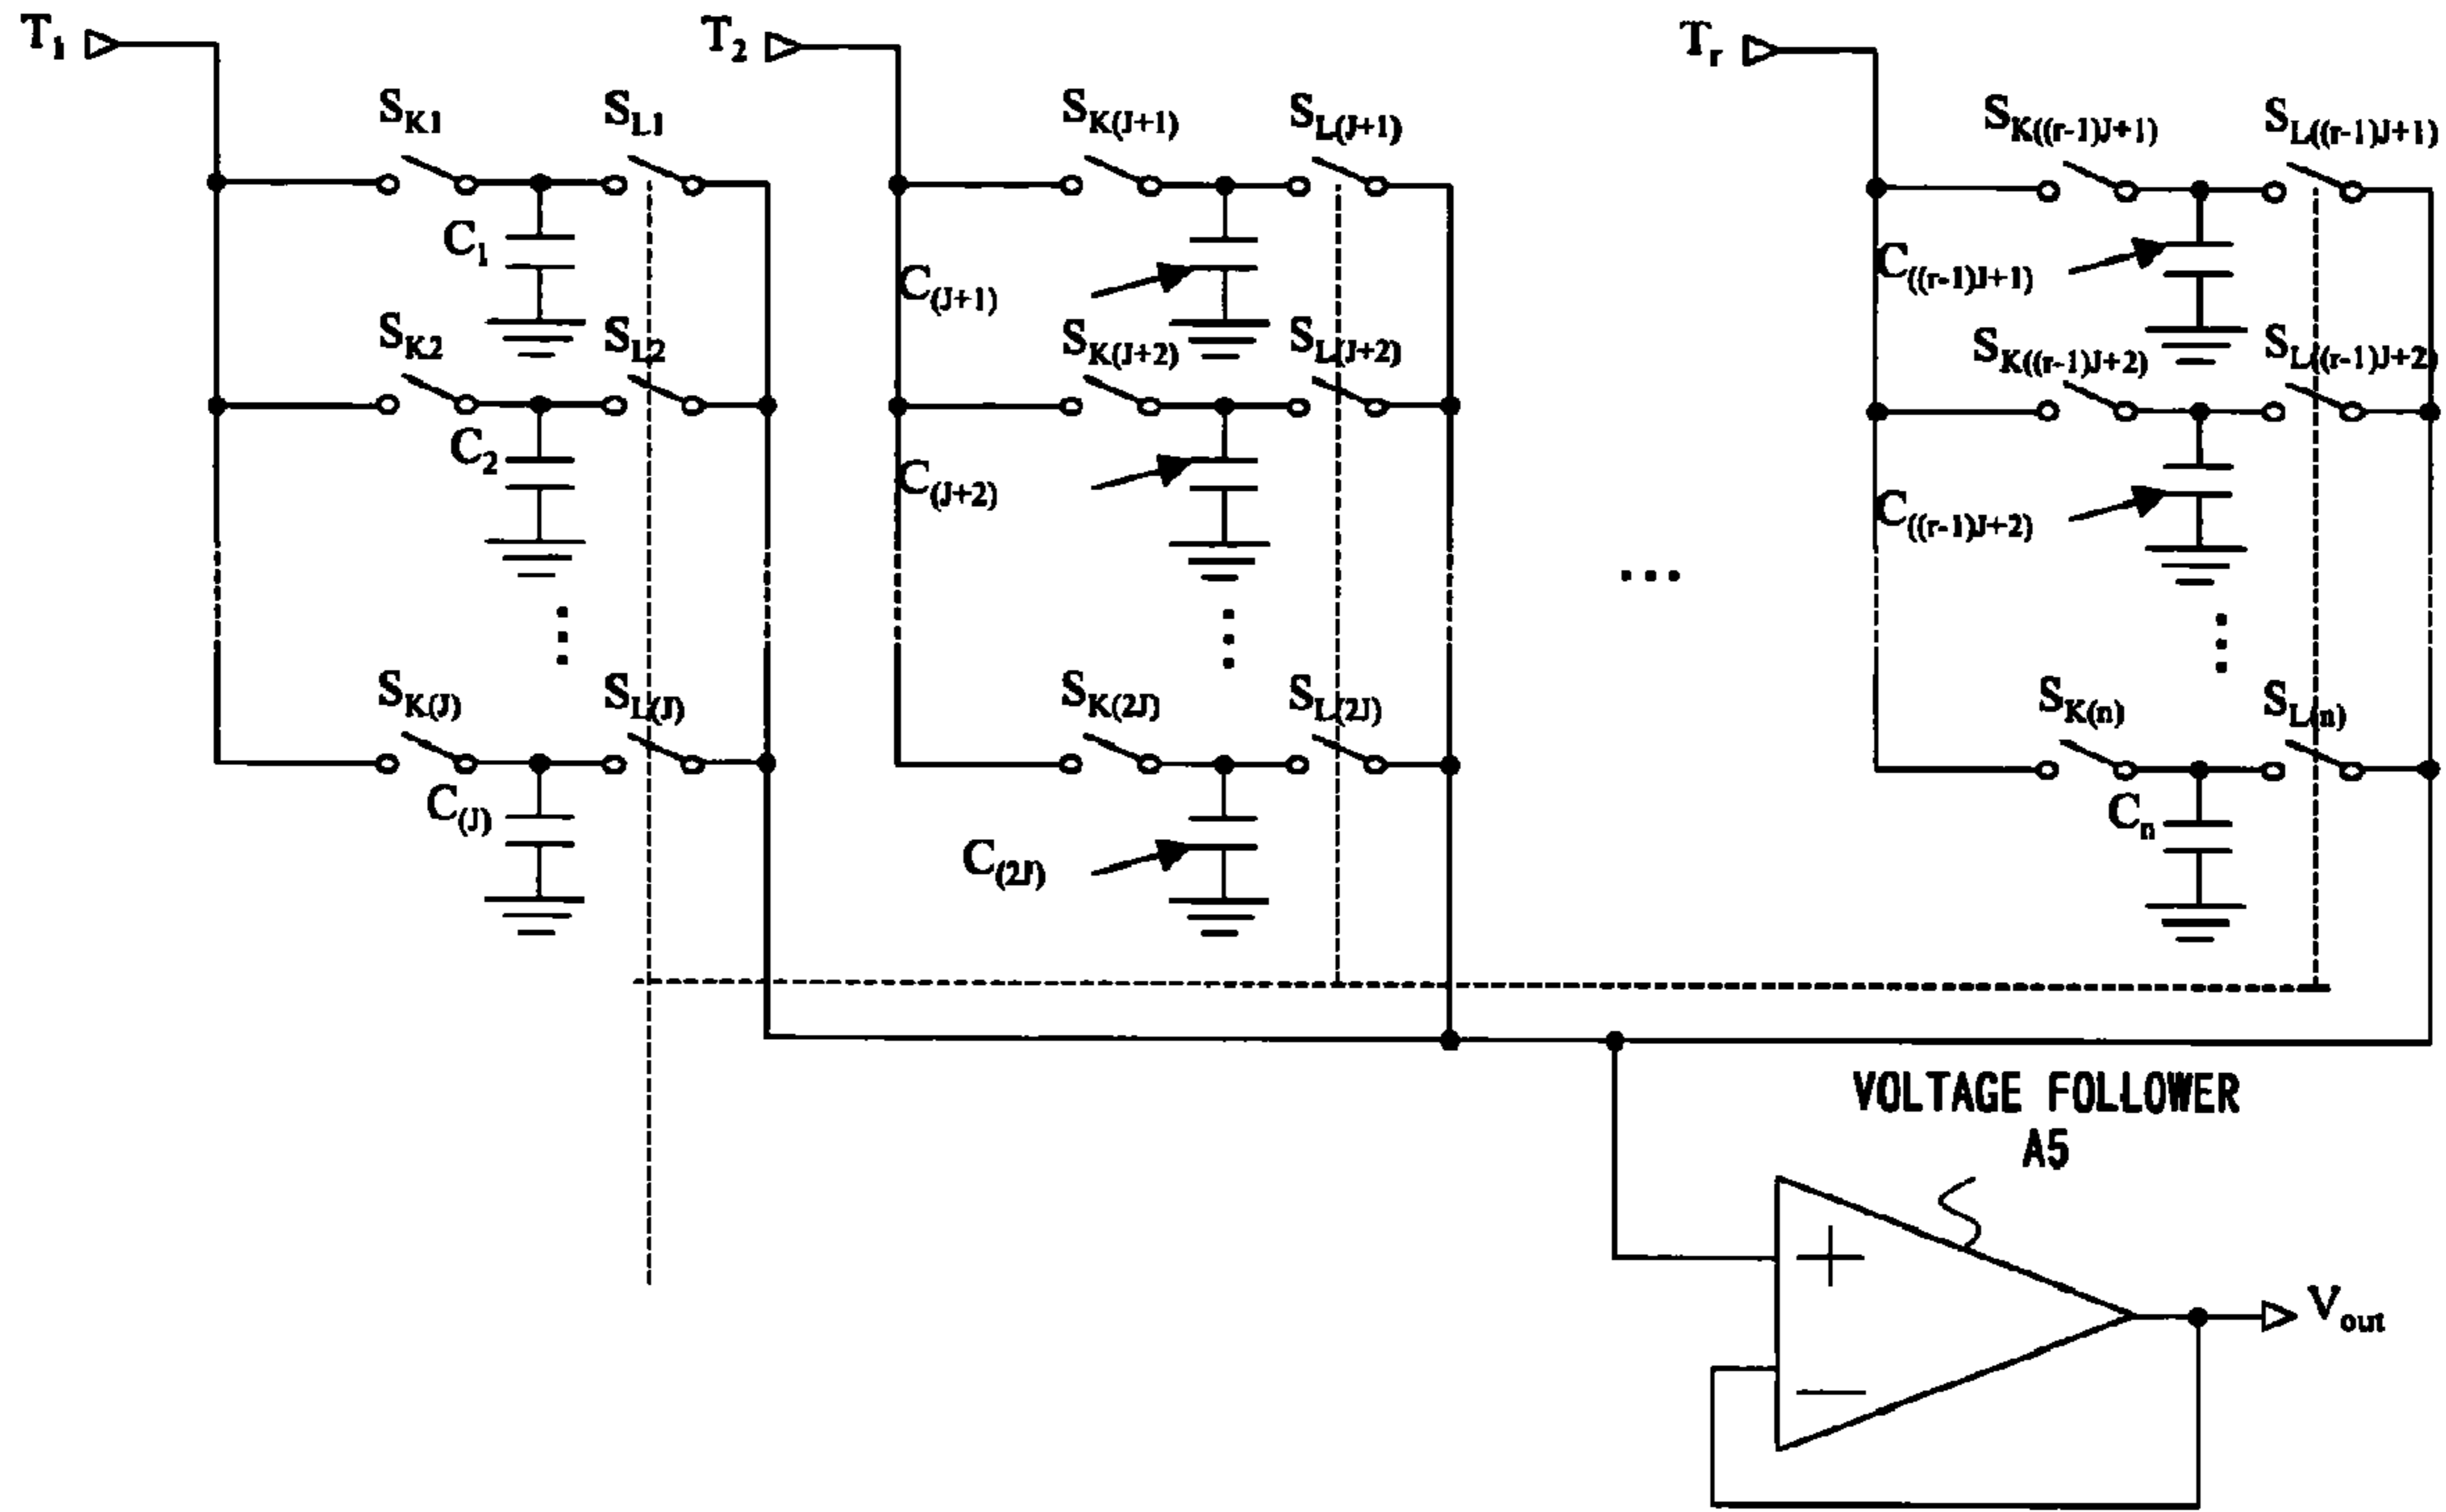 T1 T2 Tr
SK1 SL1 SK(J+1) SL(J+1) SK((r-1)J+1) SL((r-1)J+1)
C1 C(J+1) C((r-1)J+1)
SK2 SL2 SK(J+2) SL(J+2) SK((r-1)J+2) SL((r-1)J+2)
C2 C(J+2) C((r-1)J+2)
...
SK(J) SL(J) SK(2J) SL(2J) SK(n) SL(n)
C(J) C(2J) Cn
VOLTAGE FOLLOWER
A5
+
Vout
−